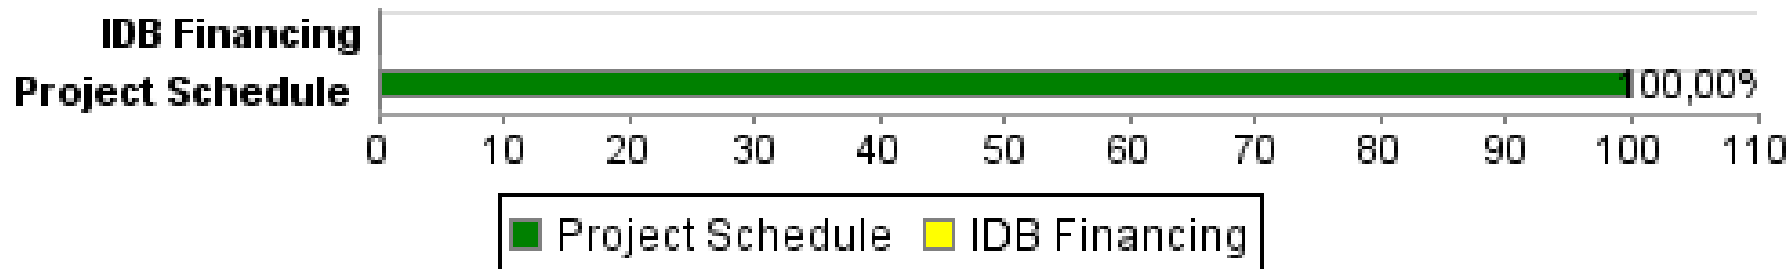 IDB Financing
Project Schedule
100,009
0 10 20 30 40 50 60 70 80 90 100 110
Project Schedule IDB Financing